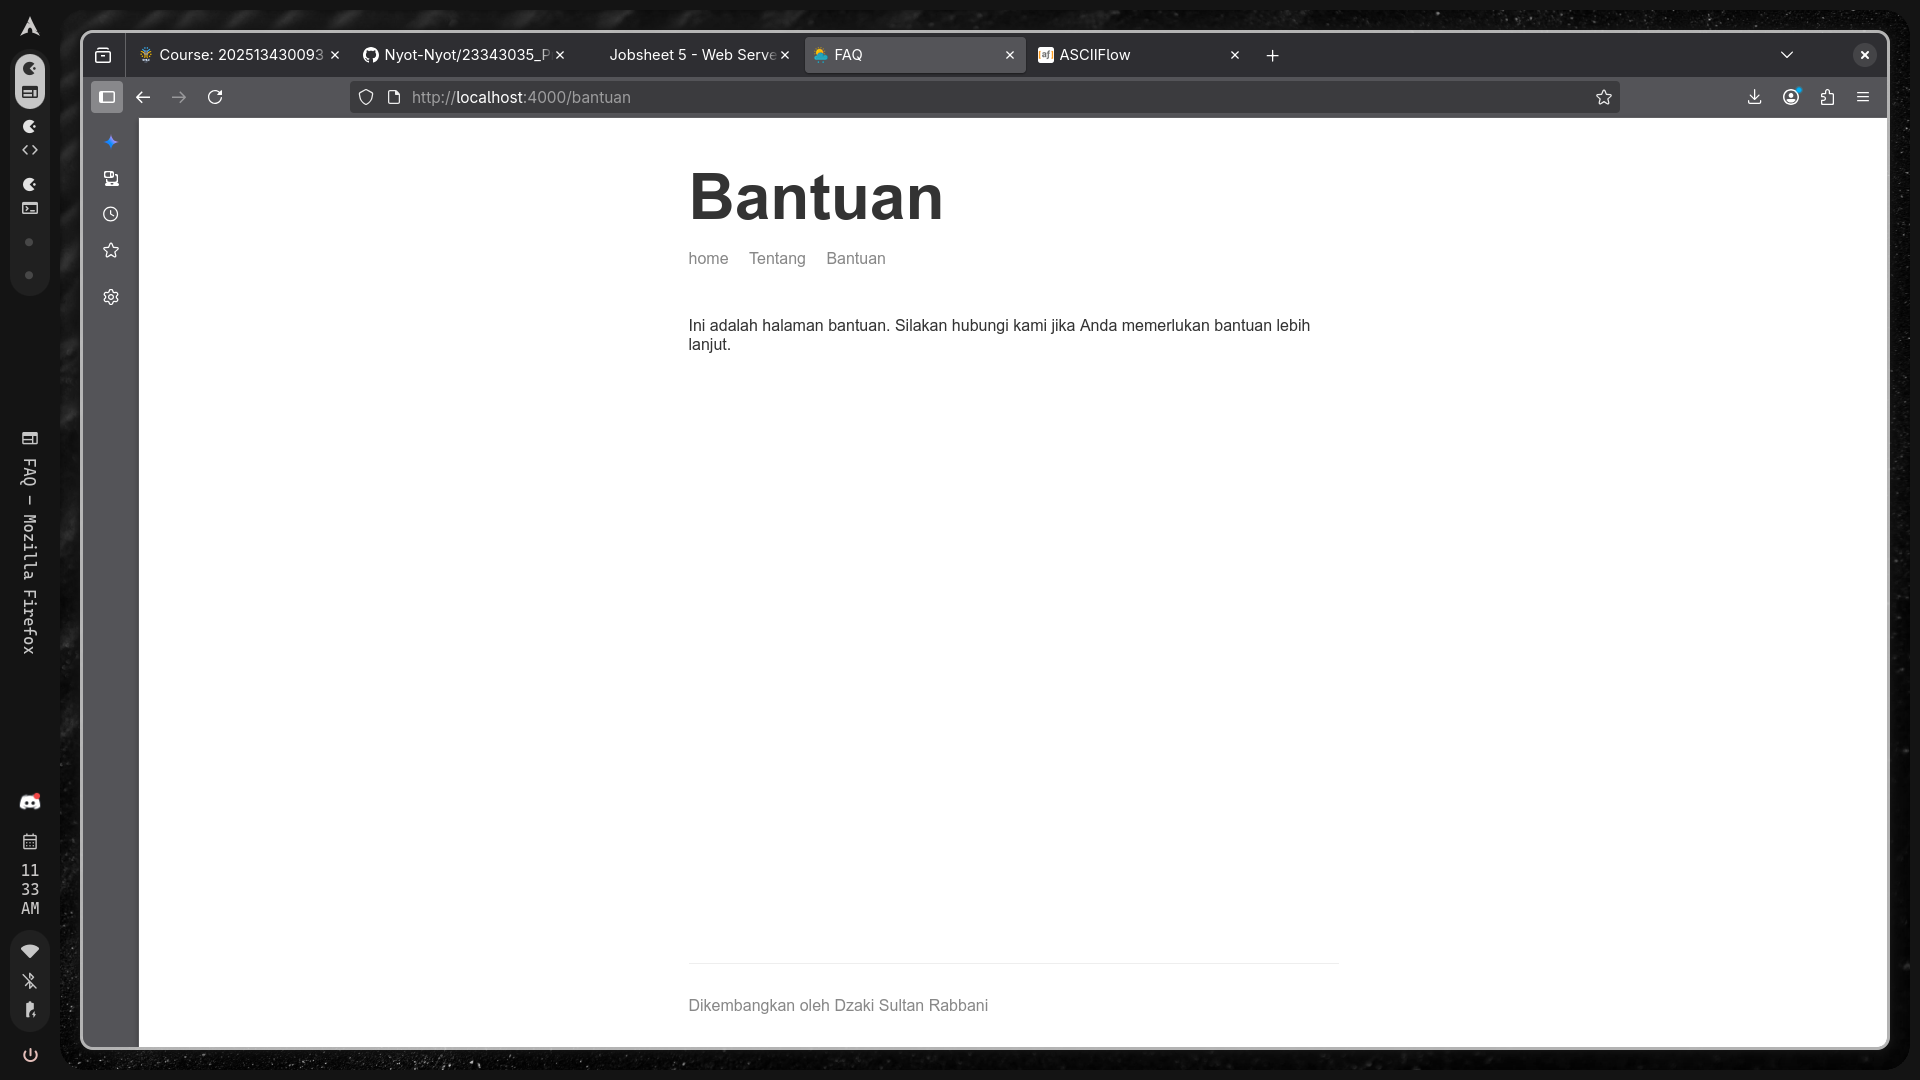 Course: 202513430093
Nyot-Nyot/23343035_P
Jobsheet 5 - Web Serve
FAQ
ASCIIFlow
http://localhost:4000/bantuan
Bantuan
home Tentang Bantuan
Ini adalah halaman bantuan. Silakan hubungi kami jika Anda memerlukan bantuan lebih
lanjut.
Dikembangkan oleh Dzaki Sultan Rabbani
FAQ — Mozilla Firefox
11
33
AM